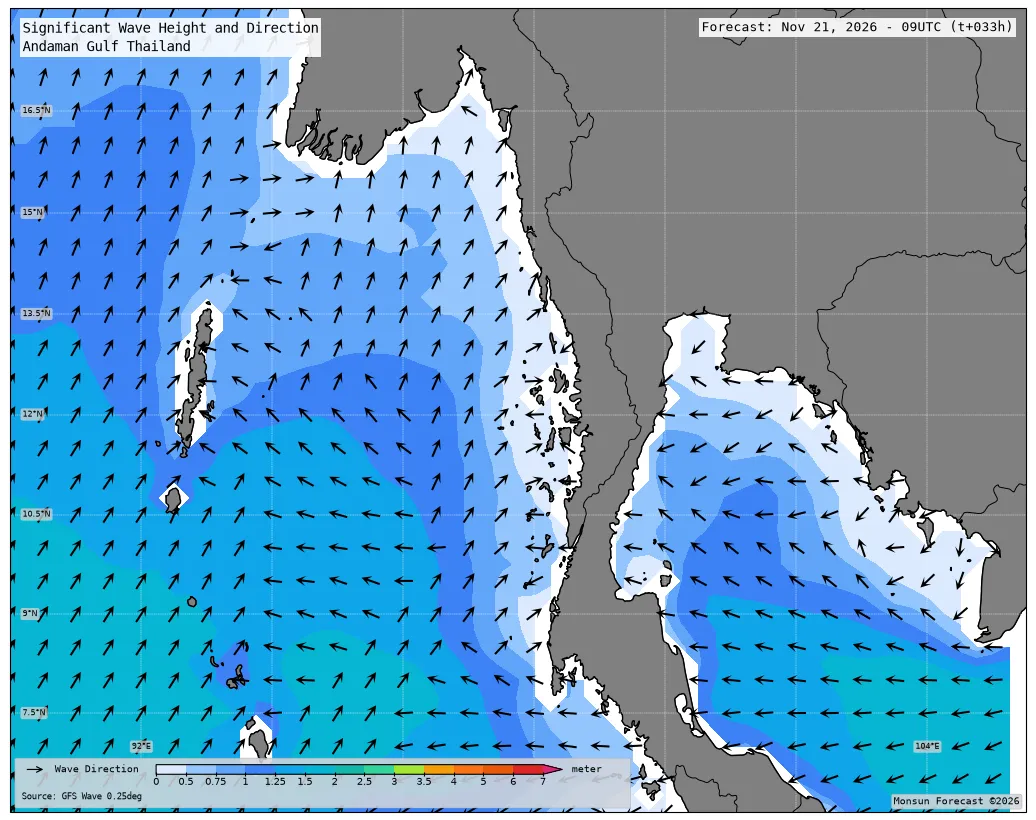 Significant Wave Height and Direction
Andaman Gulf Thailand
Forecast: Nov 21, 2026 - 09UTC (t+033h)
16.5°N
15°N
13.5°N
12°N
10.5°N
9°N
7.5°N
92°E
104°E
Wave Direction
meter
0 0.5 0.75 1 1.25 1.5 2 2.5 3 3.5 4 5 6 7
Source: GFS Wave 0.25deg
Monsun Forecast ©2026